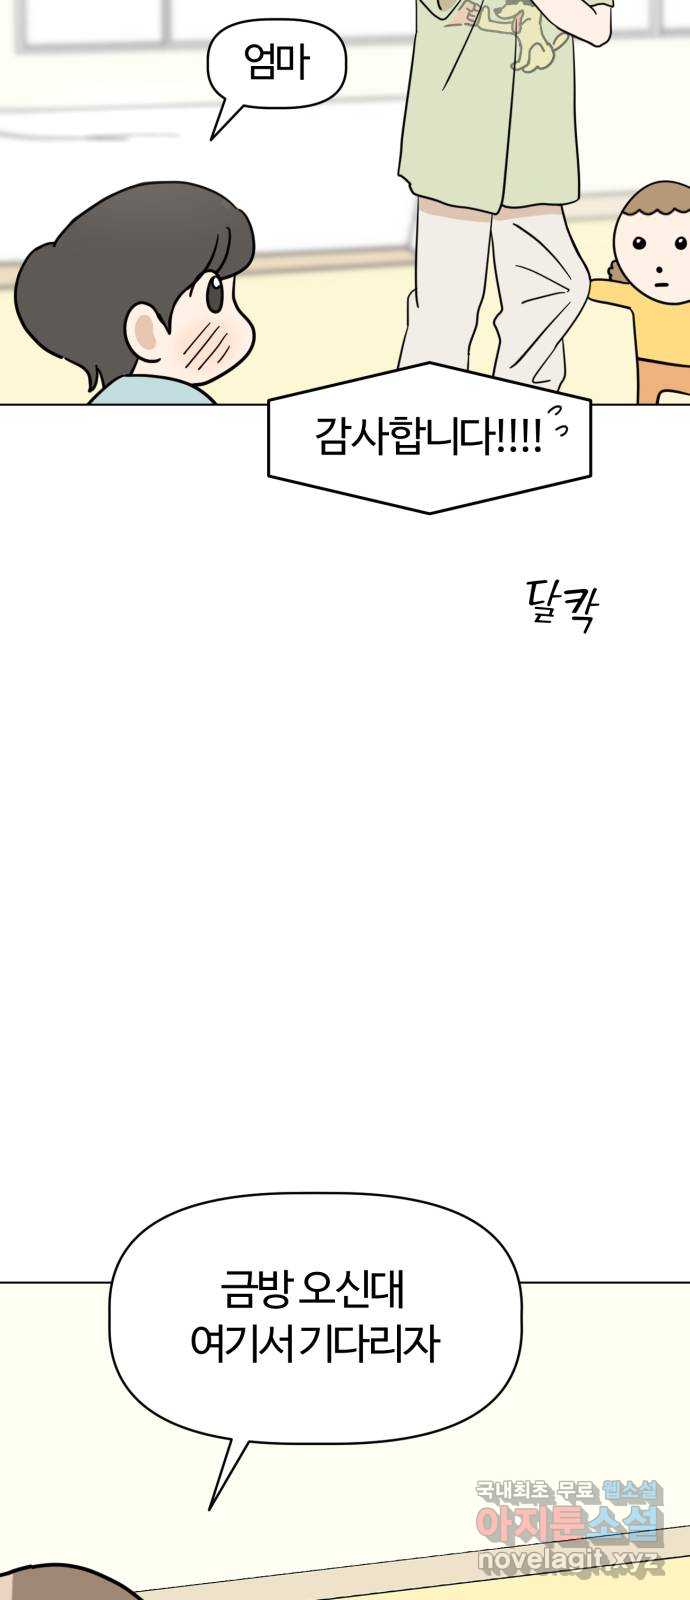 엄마
감사합니다!!!!
달칵
금방 오신대
여기서 기다리자
국내최초 무료 웹소설
아지툰소설
novelagit.xyz